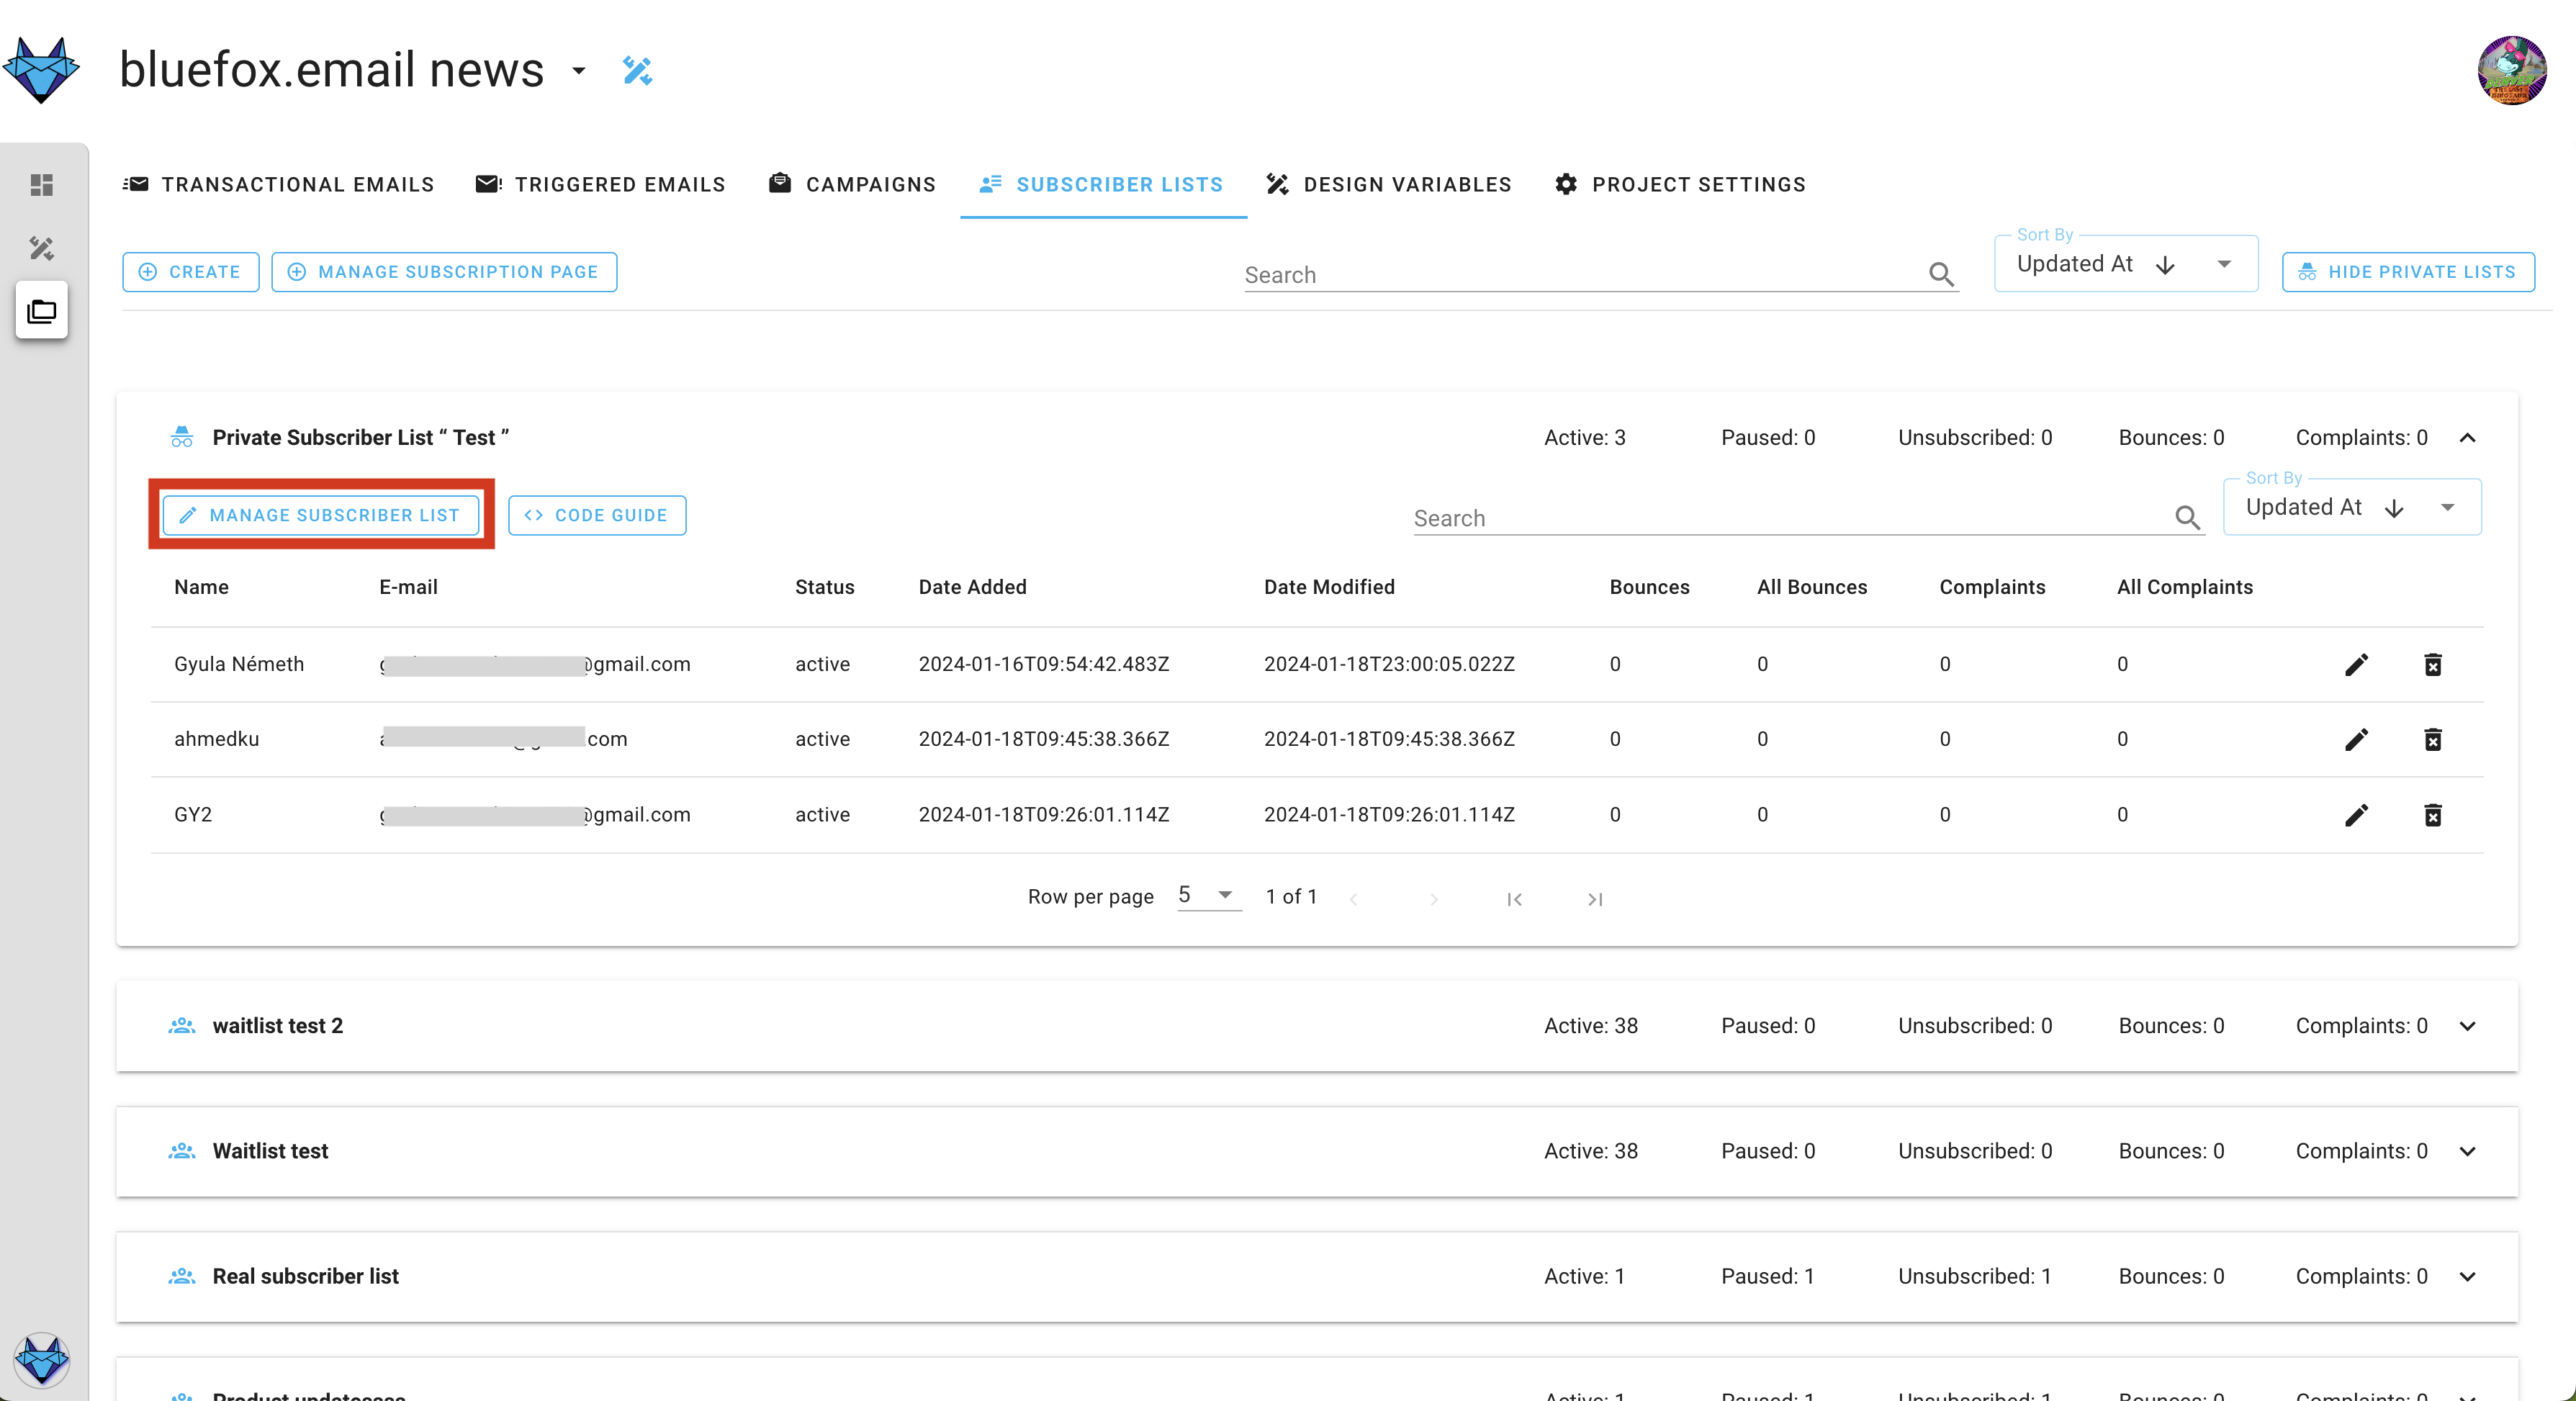 bluefox.email news
TRANSACTIONAL EMAILS TRIGGERED EMAILS CAMPAIGNS SUBSCRIBER LISTS DESIGN VARIABLES PROJECT SETTINGS
CREATE MANAGE SUBSCRIPTION PAGE Search Sort By Updated At HIDE PRIVATE LISTS
Private Subscriber List “ Test ” Active: 3 Paused: 0 Unsubscribed: 0 Bounces: 0 Complaints: 0
MANAGE SUBSCRIBER LIST <> CODE GUIDE Search Sort By Updated At
Name E-mail Status Date Added Date Modified Bounces All Bounces Complaints All Complaints
Gyula Németh @gmail.com active 2024-01-16T09:54:42.483Z 2024-01-18T23:00:05.022Z 0 0 0 0
ahmedku .com active 2024-01-18T09:45:38.366Z 2024-01-18T09:45:38.366Z 0 0 0 0
GY2 @gmail.com active 2024-01-18T09:26:01.114Z 2024-01-18T09:26:01.114Z 0 0 0 0
Row per page 5 1 of 1
waitlist test 2 Active: 38 Paused: 0 Unsubscribed: 0 Bounces: 0 Complaints: 0
Waitlist test Active: 38 Paused: 0 Unsubscribed: 0 Bounces: 0 Complaints: 0
Real subscriber list Active: 1 Paused: 1 Unsubscribed: 1 Bounces: 0 Complaints: 0
Active: 1 Paused: 1 Unsubscribed: 1 Bounces: 0 Complaints: 0